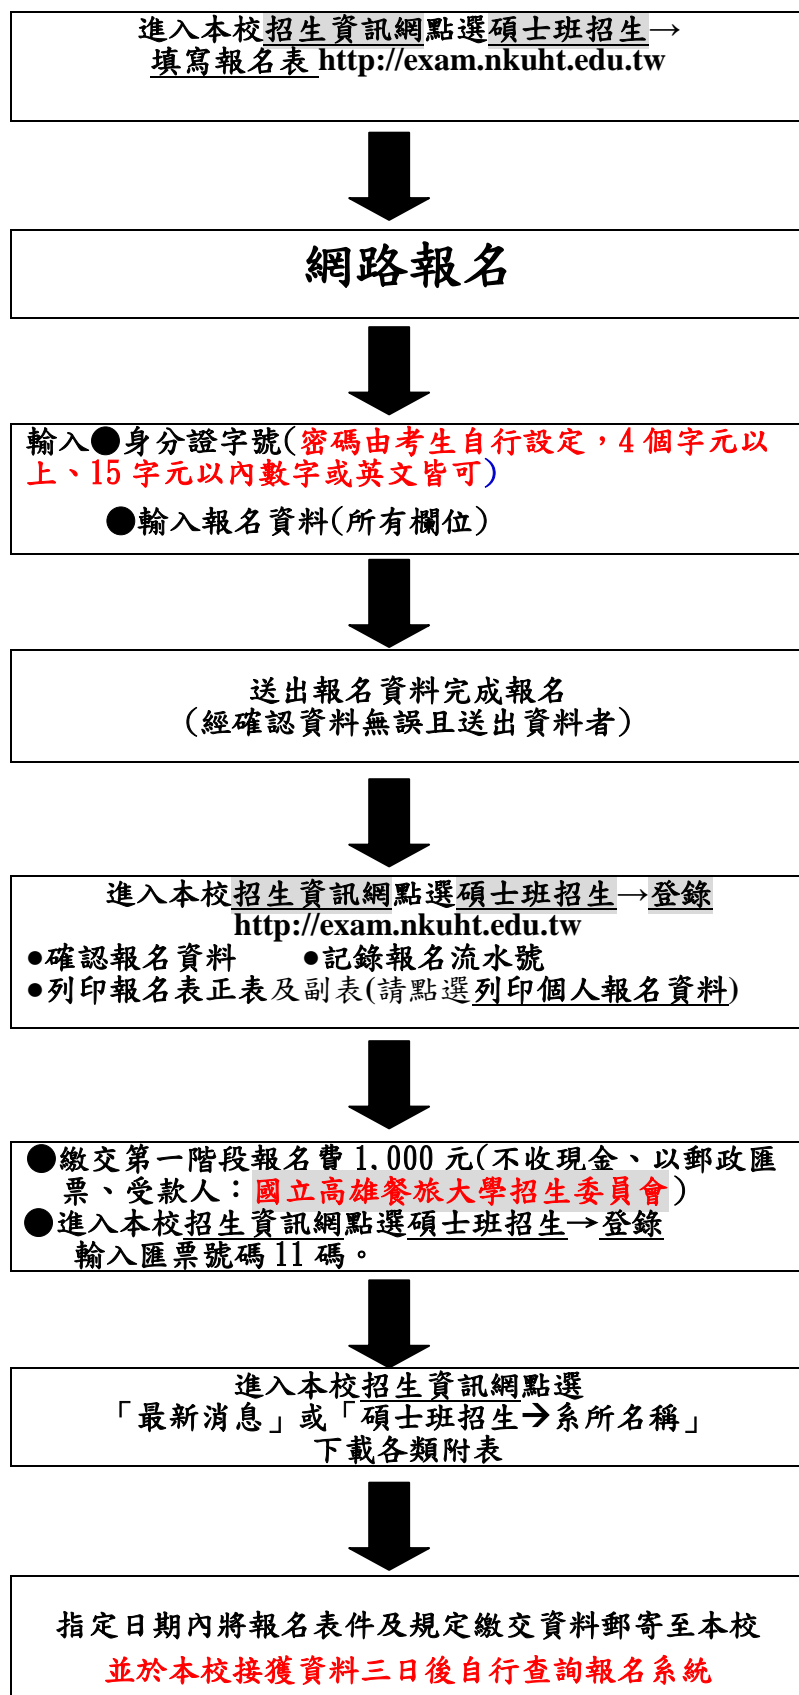 進入本校招生資訊網點選碩士班招生→
填寫報名表 http://exam.nkuht.edu.tw
網路報名
輸入●身分證字號(密碼由考生自行設定，4個字元以
上、15字元以內數字或英文皆可)
●輸入報名資料(所有欄位)
送出報名資料完成報名
(經確認資料無誤且送出資料者)
進入本校招生資訊網點選碩士班招生→登錄
http://exam.nkuht.edu.tw
●確認報名資料 ●記錄報名流水號
●列印報名表正表及副表(請點選列印個人報名資料)
●繳交第一階段報名費1,000元(不收現金、以郵政匯
票、受款人：國立高雄餐旅大學招生委員會)
●進入本校招生資訊網點選碩士班招生→登錄
輸入匯票號碼11碼。
進入本校招生資訊網點選
「最新消息」或「碩士班招生→系所名稱」
下載各類附表
指定日期內將報名表件及規定繳交資料郵寄至本校
並於本校接獲資料三日後自行查詢報名系統